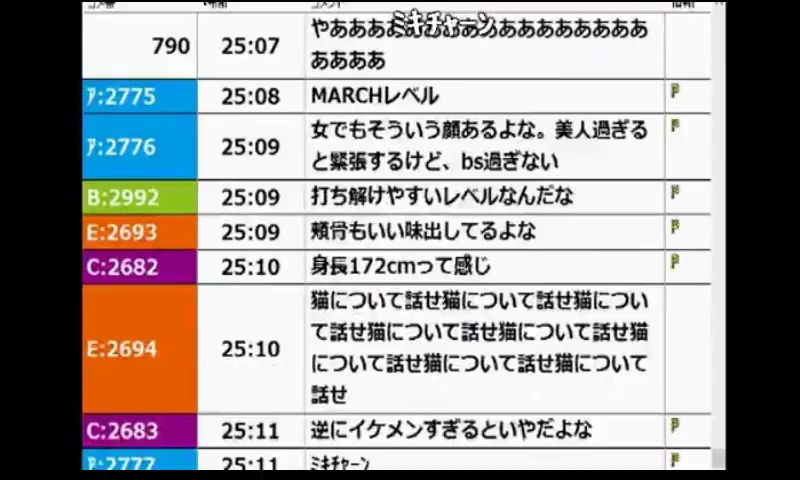 ミキチャーン
790 25:07 やああああああああああああああああああ
ああああ
ｱ:2775 25:08 MARCHレベル
ｱ:2776 25:09 女でもそういう顔あるよな。美人過ぎる
と緊張するけど、bs過ぎない
B:2992 25:09 打ち解けやすいレベルなんだな
E:2693 25:09 頬骨もいい味出してるよな
C:2682 25:10 身長172cmって感じ
E:2694 25:10 猫について話せ猫について話せ猫につい
て話せ猫について話せ猫について話せ猫
について話せ猫について話せ猫について
話せ
C:2683 25:11 逆にイケメンすぎるといやだよな
ｱ:2777 25:11 ﾐｷﾁｬｰﾝ